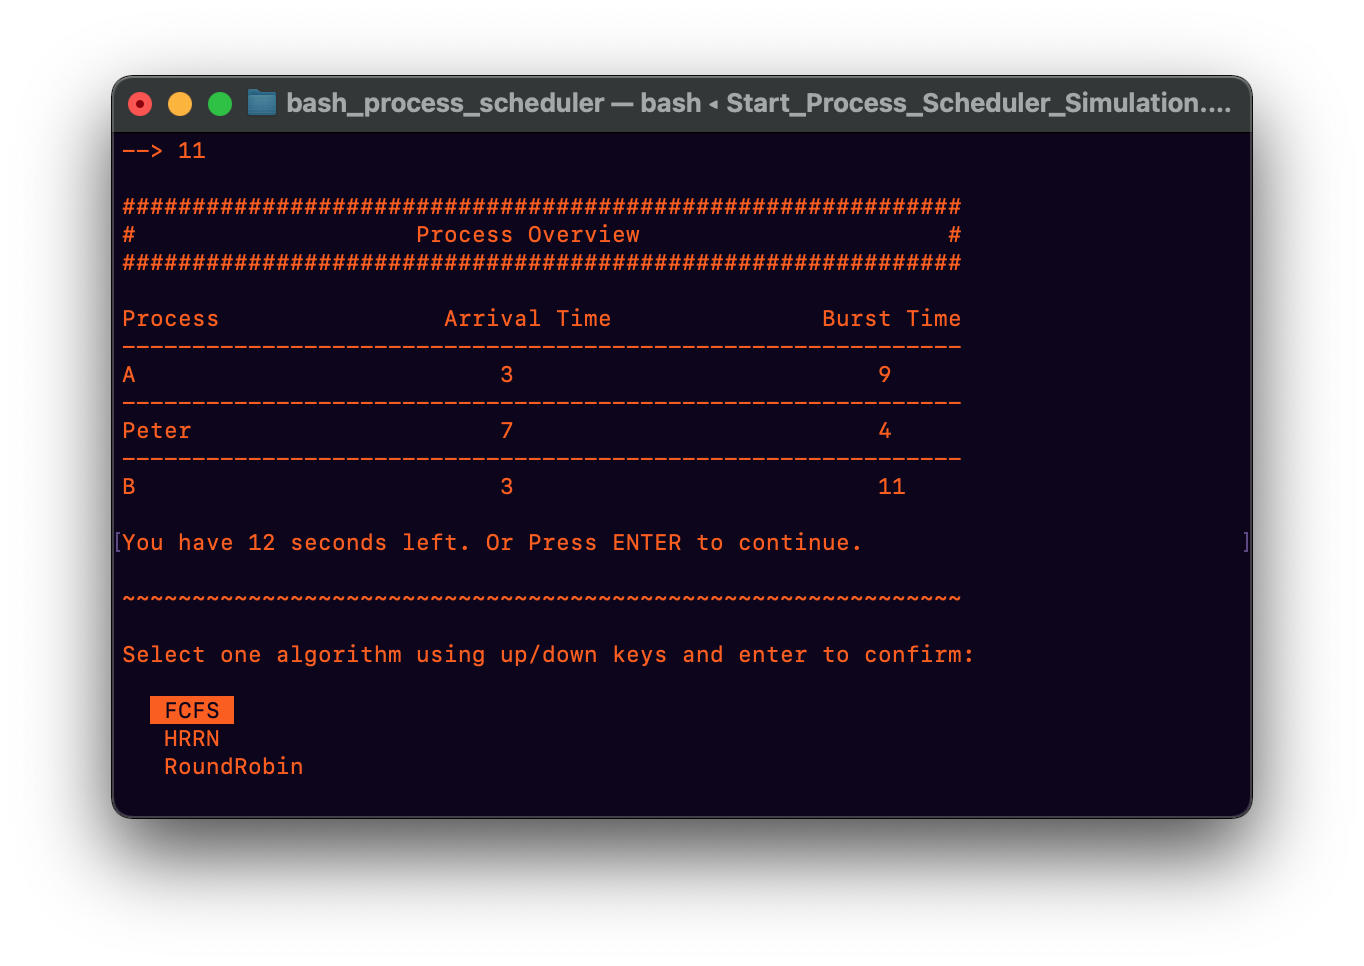 bash_process_scheduler — bash ◂ Start_Process_Scheduler_Simulation....
--> 11
############################################################
# Process Overview #
############################################################
Process Arrival Time Burst Time
------------------------------------------------------------
A 3 9
------------------------------------------------------------
Peter 7 4
------------------------------------------------------------
B 3 11
[You have 12 seconds left. Or Press ENTER to continue. ]
~~~~~~~~~~~~~~~~~~~~~~~~~~~~~~~~~~~~~~~~~~~~~~~~~~~~~~~~~~~~
Select one algorithm using up/down keys and enter to confirm:
FCFS
HRRN
RoundRobin